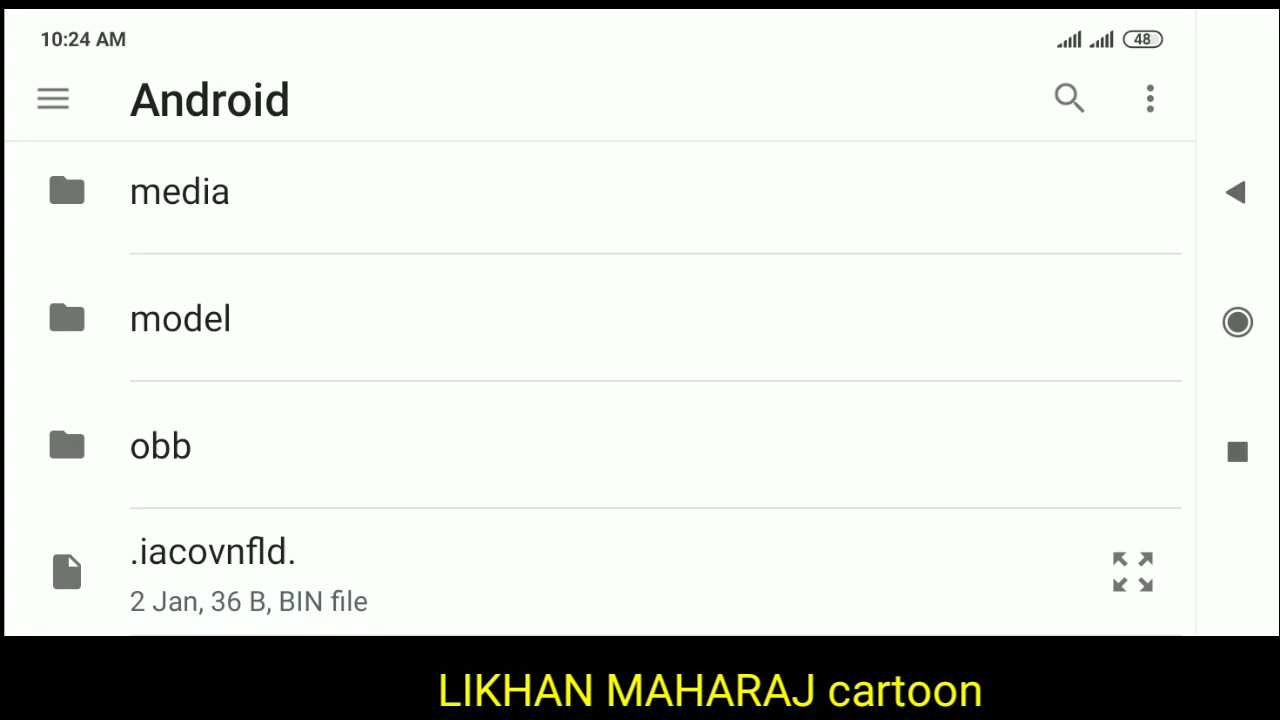 10:24 AM
48
Android
media
model
obb
.iacovnfld.
2 Jan, 36 B, BIN file
LIKHAN MAHARAJ cartoon